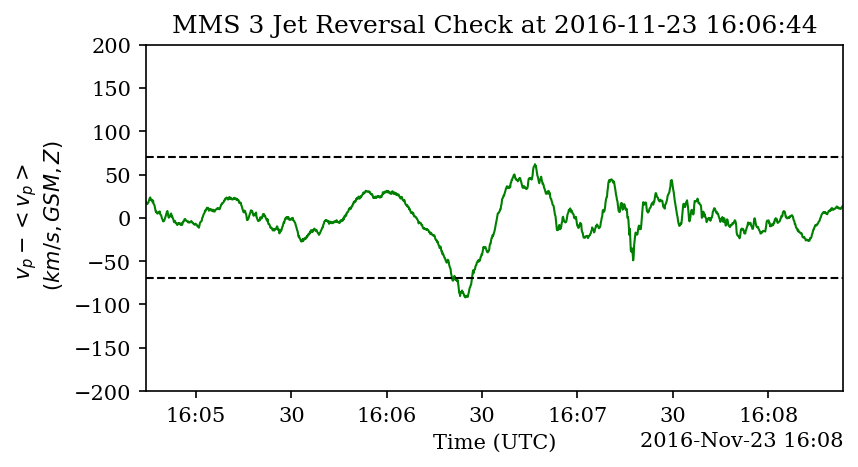 MMS 3 Jet Reversal Check at 2016-11-23 16:06:44
200
150
100
50
0
−50
−100
−150
−200
v_p − < v_p >
(km/s, GSM, Z)
16:05 30 16:06 30 16:07 30 16:08
Time (UTC) 2016-Nov-23 16:08